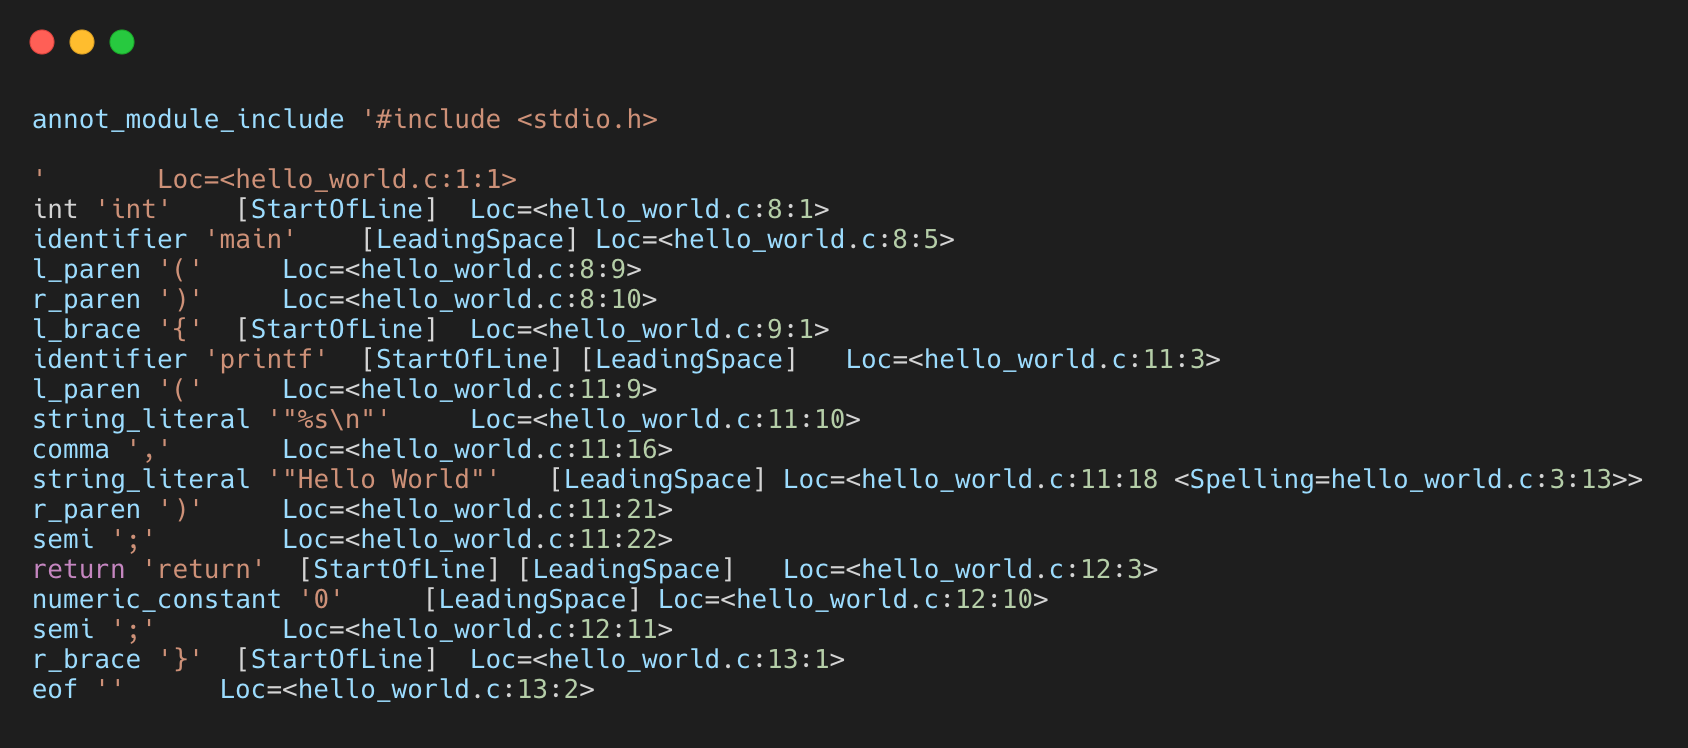 annot_module_include '#include <stdio.h>
'       Loc=<hello_world.c:1:1>
int 'int'    [StartOfLine]  Loc=<hello_world.c:8:1>
identifier 'main'    [LeadingSpace] Loc=<hello_world.c:8:5>
l_paren '('     Loc=<hello_world.c:8:9>
r_paren ')'     Loc=<hello_world.c:8:10>
l_brace '{'  [StartOfLine]  Loc=<hello_world.c:9:1>
identifier 'printf'  [StartOfLine] [LeadingSpace]   Loc=<hello_world.c:11:3>
l_paren '('     Loc=<hello_world.c:11:9>
string_literal '"%s\n"'     Loc=<hello_world.c:11:10>
comma ','       Loc=<hello_world.c:11:16>
string_literal '"Hello World"'   [LeadingSpace] Loc=<hello_world.c:11:18 <Spelling=hello_world.c:3:13>>
r_paren ')'     Loc=<hello_world.c:11:21>
semi ';'        Loc=<hello_world.c:11:22>
return 'return'  [StartOfLine] [LeadingSpace]   Loc=<hello_world.c:12:3>
numeric_constant '0'     [LeadingSpace] Loc=<hello_world.c:12:10>
semi ';'        Loc=<hello_world.c:12:11>
r_brace '}'  [StartOfLine]  Loc=<hello_world.c:13:1>
eof ''      Loc=<hello_world.c:13:2>